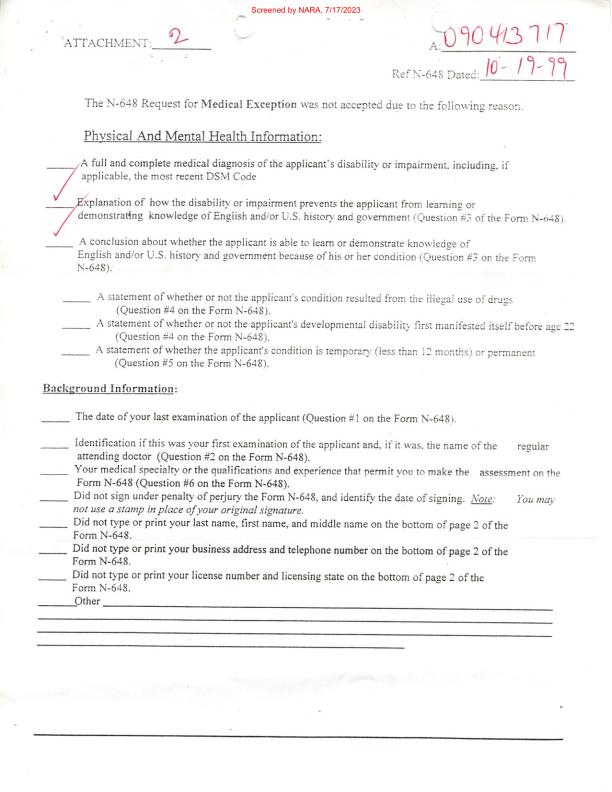 Screened by NARA, 7/17/2023
ATTACHMENT: 2
A: 090413717
Ref N-648 Dated: 10-19-99
The N-648 Request for Medical Exception was not accepted due to the following reason.
Physical And Mental Health Information:
_____ A full and complete medical diagnosis of the applicant's disability or impairment, including, if
applicable, the most recent DSM Code
✓ Explanation of how the disability or impairment prevents the applicant from learning or
demonstrating knowledge of English and/or U.S. history and government (Question #3 of the Form N-648).
✓ A conclusion about whether the applicant is able to learn or demonstrate knowledge of
English and/or U.S. history and government because of his or her condition (Question #3 on the Form
N-648).
_____ A statement of whether or not the applicant's condition resulted from the illegal use of drugs
(Question #4 on the Form N-648).
_____ A statement of whether or not the applicant's developmental disability first manifested itself before age 22
(Question #4 on the Form N-648).
_____ A statement of whether the applicant's condition is temporary (less than 12 months) or permanent
(Question #5 on the Form N-648).
Background Information:
_____ The date of your last examination of the applicant (Question #1 on the Form N-648).
_____ Identification if this was your first examination of the applicant and, if it was, the name of the regular
attending doctor (Question #2 on the Form N-648).
_____ Your medical specialty or the qualifications and experience that permit you to make the assessment on the
Form N-648 (Question #6 on the Form N-648).
_____ Did not sign under penalty of perjury the Form N-648, and identify the date of signing. Note: You may
not use a stamp in place of your original signature.
_____ Did not type or print your last name, first name, and middle name on the bottom of page 2 of the
Form N-648.
_____ Did not type or print your business address and telephone number on the bottom of page 2 of the
Form N-648.
_____ Did not type or print your license number and licensing state on the bottom of page 2 of the
Form N-648.
_____ Other _____